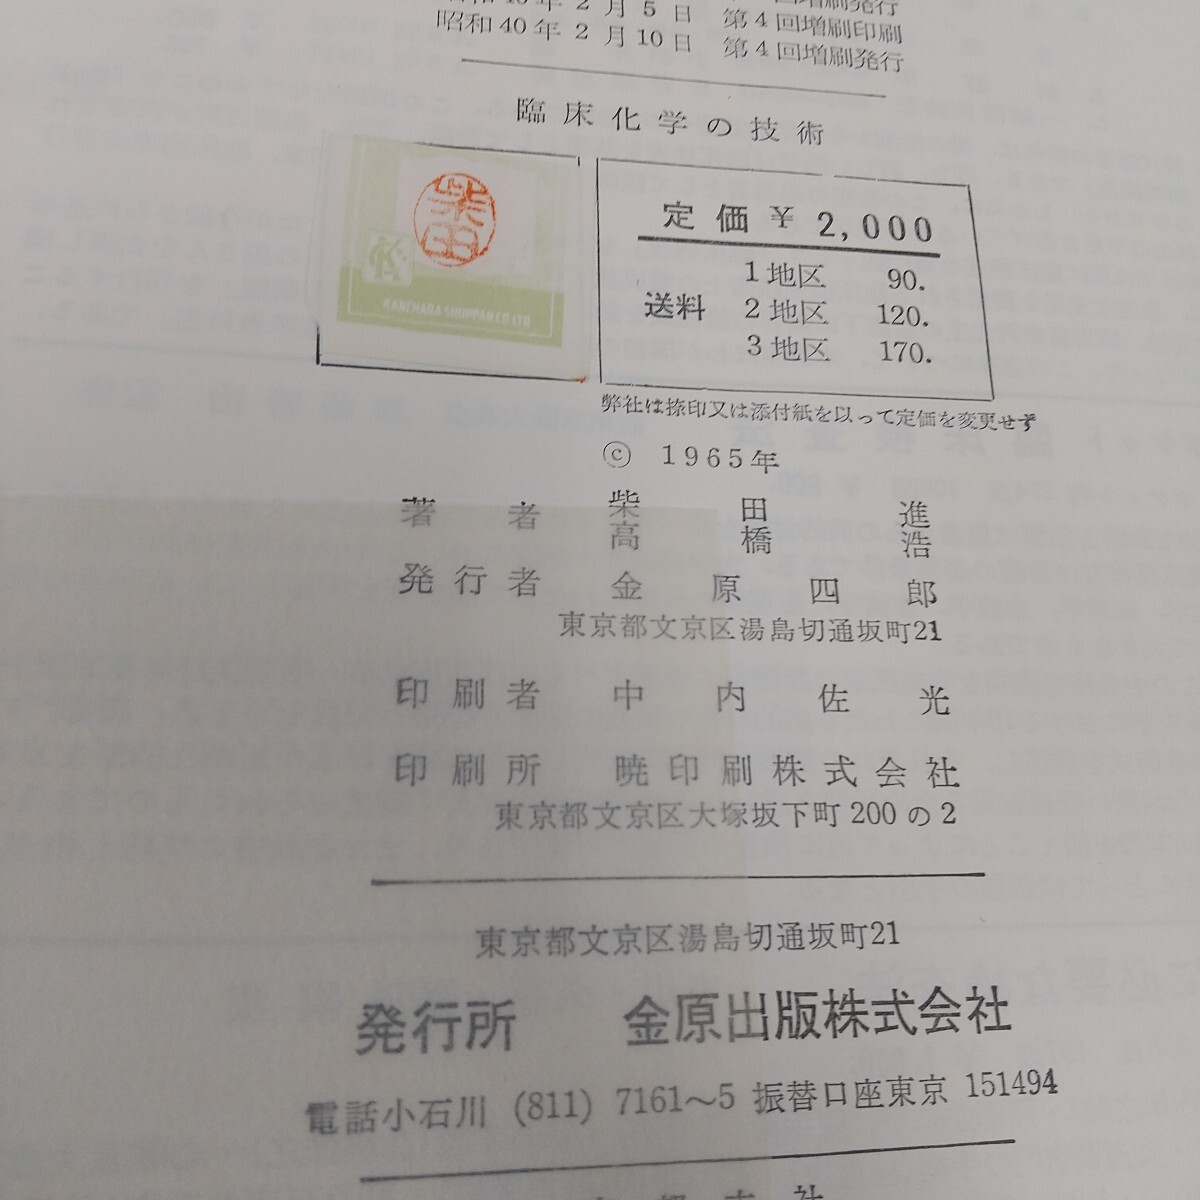 昭和40年2月5日 第4回増刷印刷
昭和40年2月10日 第4回増刷発行
臨床化学の技術
柴田
KANEHARA SHUPPAN CO LTD
定価 ¥ 2,000
送料
1地区 90.
2地区 120.
3地区 170.
弊社は捺印又は添付紙を以って定価を変更せず
© 1965年
著者 柴田進
高橋浩
発行者 金原四郎
東京都文京区湯島切通坂町21
印刷者 中内佐光
印刷所 暁印刷株式会社
東京都文京区大塚坂下町200の2
東京都文京区湯島切通坂町21
発行所 金原出版株式会社
電話小石川 (811) 7161～5 振替口座東京 151494